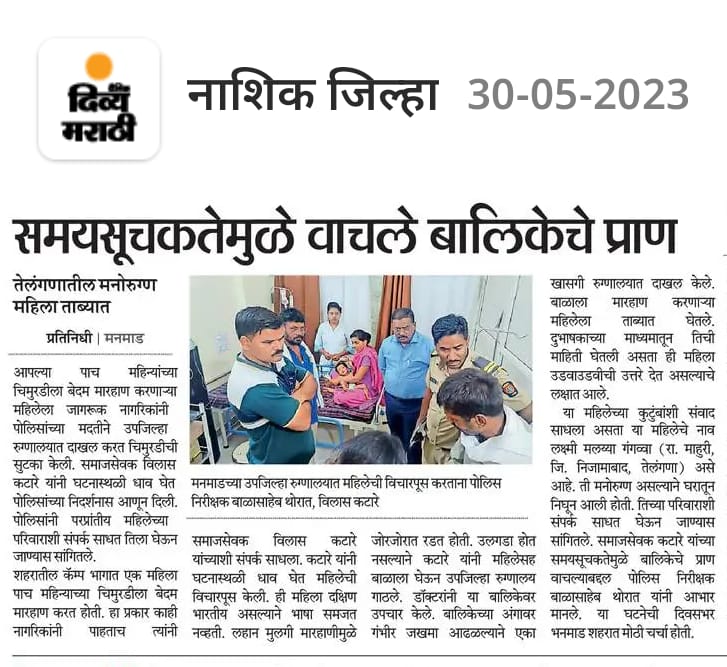 दिव्य
मराठी
नाशिक जिल्हा 30-05-2023
समयसूचकतेमुळे वाचले बालिकेचे प्राण
तेलंगणातील मनोरुग्ण
महिला ताब्यात
प्रतिनिधी | मनमाड
आपल्या पाच महिन्यांच्या
चिमुरडीला बेदम मारहाण करणाऱ्या
महिलेला जागरूक नागरिकांनी
पोलिसांच्या मदतीने उपजिल्हा
रुग्णालयात दाखल करत चिमुरडीची
सुटका केली. समाजसेवक विलास
कटारे यांनी घटनास्थळी धाव घेत
पोलिसांच्या निदर्शनास आणून दिली.
पोलिसांनी परप्रांतीय महिलेच्या
परिवाराशी संपर्क साधत तिला घेऊन
जाण्यास सांगितले.
शहरातील कॅम्प भागात एक महिला
पाच महिन्याच्या चिमुरडीला बेदम
मारहाण करत होती. हा प्रकार काही
नागरिकांनी पाहताच त्यांनी
मनमाडच्या उपजिल्हा रुग्णालयात महिलेची विचारपूस करताना पोलिस
निरीक्षक बाळासाहेब थोरात, विलास कटारे
समाजसेवक विलास कटारे
यांच्याशी संपर्क साधला. कटारे यांनी
घटनास्थळी धाव घेत महिलेची
विचारपूस केली. ही महिला दक्षिण
भारतीय असल्याने भाषा समजत
नव्हती. लहान मुलगी मारहाणीमुळे
जोरजोरात रडत होती. उलगडा होत
नसल्याने कटारे यांनी महिलेसह
बाळाला घेऊन उपजिल्हा रुग्णालय
गाठले. डॉक्टरांनी या बालिकेवर
उपचार केले. बालिकेच्या अंगावर
गंभीर जखमा आढळल्याने एका
खासगी रुग्णालयात दाखल केले.
बाळाला मारहाण करणाऱ्या
महिलेला ताब्यात घेतले.
दुभाषकाच्या माध्यमातून तिची
माहिती घेतली असता ही महिला
उडवाउडवीची उत्तरे देत असल्याचे
लक्षात आले.
या महिलेच्या कुटुंबांशी संवाद
साधला असता या महिलेचे नाव
लक्ष्मी मलय्या गंगव्वा (रा. माहुरी,
जि. निजामाबाद, तेलंगणा) असे
आहे. ती मनोरुग्ण असल्याने घरातून
निघून आली होती. तिच्या परिवाराशी
संपर्क साधत घेऊन जाण्यास
सांगितले. समाजसेवक कटारे यांच्या
समयसूचकतेमुळे बालिकेचे प्राण
वाचल्याबद्दल पोलिस निरीक्षक
बाळासाहेब थोरात यांनी आभार
मानले. या घटनेची दिवसभर
भनमाड शहरात मोठी चर्चा होती.